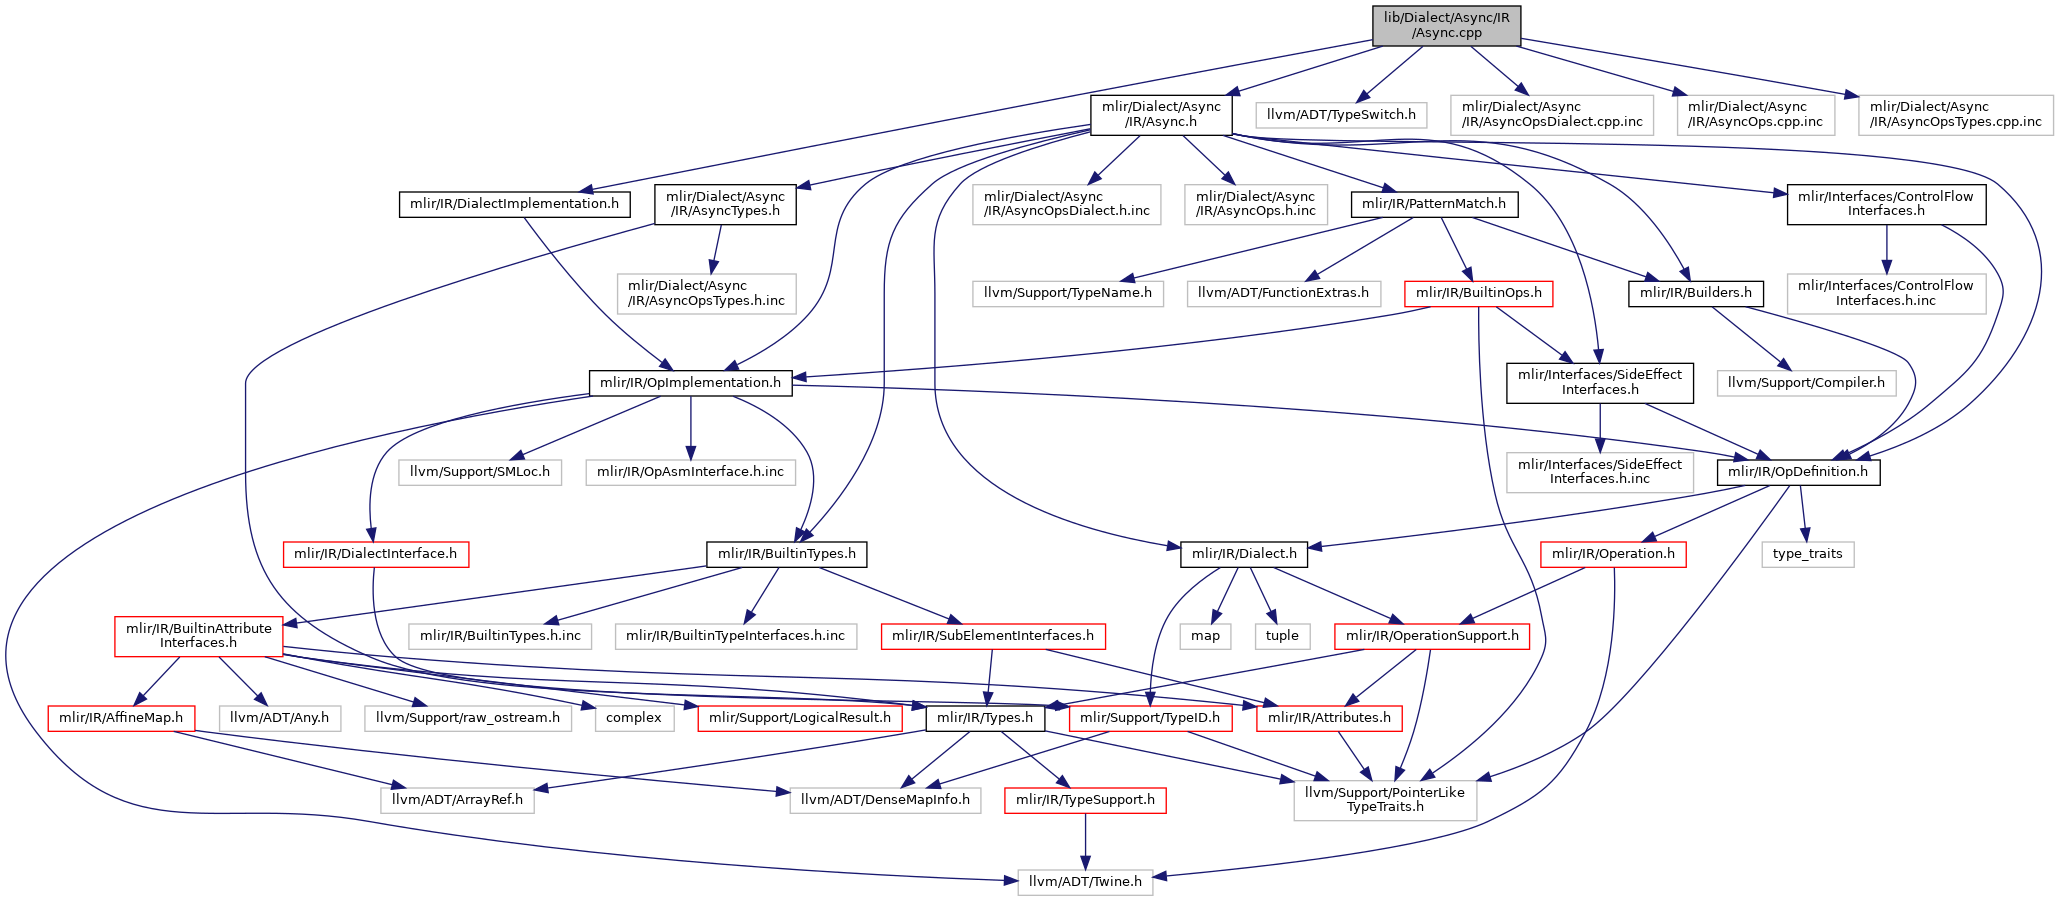 lib/Dialect/Async/IR
/Async.cpp
mlir/Dialect/Async
/IR/Async.h
llvm/ADT/TypeSwitch.h
mlir/Dialect/Async
/IR/AsyncOpsDialect.cpp.inc
mlir/Dialect/Async
/IR/AsyncOps.cpp.inc
mlir/Dialect/Async
/IR/AsyncOpsTypes.cpp.inc
mlir/IR/DialectImplementation.h
mlir/Dialect/Async
/IR/AsyncTypes.h
mlir/Dialect/Async
/IR/AsyncOpsDialect.h.inc
mlir/Dialect/Async
/IR/AsyncOps.h.inc
mlir/IR/PatternMatch.h
mlir/Interfaces/ControlFlow
Interfaces.h
mlir/Dialect/Async
/IR/AsyncOpsTypes.h.inc
llvm/Support/TypeName.h
llvm/ADT/FunctionExtras.h
mlir/IR/BuiltinOps.h
mlir/IR/Builders.h
mlir/Interfaces/ControlFlow
Interfaces.h.inc
mlir/IR/OpImplementation.h
mlir/Interfaces/SideEffect
Interfaces.h
llvm/Support/Compiler.h
llvm/Support/SMLoc.h
mlir/IR/OpAsmInterface.h.inc
mlir/Interfaces/SideEffect
Interfaces.h.inc
mlir/IR/OpDefinition.h
mlir/IR/DialectInterface.h
mlir/IR/BuiltinTypes.h
mlir/IR/Dialect.h
mlir/IR/Operation.h
type_traits
mlir/IR/BuiltinAttribute
Interfaces.h
mlir/IR/BuiltinTypes.h.inc
mlir/IR/BuiltinTypeInterfaces.h.inc
mlir/IR/SubElementInterfaces.h
map
tuple
mlir/IR/OperationSupport.h
mlir/IR/AffineMap.h
llvm/ADT/Any.h
llvm/Support/raw_ostream.h
complex
mlir/Support/LogicalResult.h
mlir/IR/Types.h
mlir/Support/TypeID.h
mlir/IR/Attributes.h
llvm/ADT/ArrayRef.h
llvm/ADT/DenseMapInfo.h
mlir/IR/TypeSupport.h
llvm/Support/PointerLike
TypeTraits.h
llvm/ADT/Twine.h